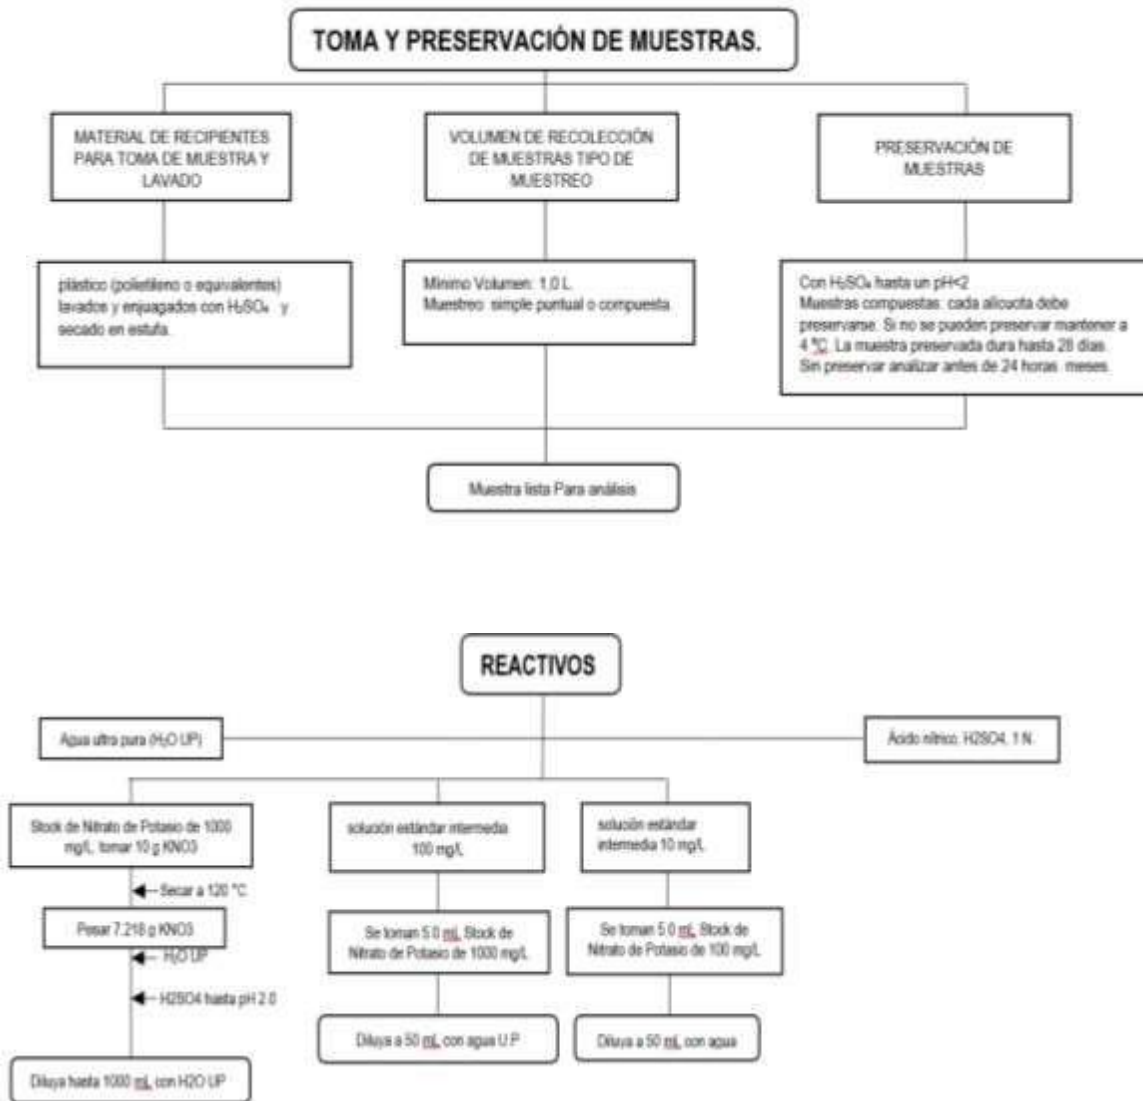 TOMA Y PRESERVACIÓN DE MUESTRAS.
MATERIAL DE RECIPIENTES
PARA TOMA DE MUESTRA Y
LAVADO
VOLUMEN DE RECOLECCIÓN
DE MUESTRAS TIPO DE
MUESTREO
PRESERVACIÓN DE
MUESTRAS
plástico (polietileno o equivalentes)
lavados y enjuagados con H₂SO₄ y
secado en estufa.
Mínimo Volumen: 1,0 L.
Muestreo: simple puntual o compuesta.
Con H₂SO₄ hasta un pH<2
Muestras compuestas: cada alícuota debe
preservarse. Si no se pueden preservar mantener a
4 °C. La muestra preservada dura hasta 28 días.
Sin preservar analizar antes de 24 horas. meses.
Muestra lista Para análisis
REACTIVOS
Agua ultra pura (H₂O UP)
Ácido nítrico, H2SO4, 1 N.
Stock de Nitrato de Potasio de 1000
mg/L, tomar 10 g KNO3
solución estándar intermedia
100 mg/L
solución estándar
intermedia 10 mg/L
Secar a 120 °C
Pesar 7.218 g KNO3
Se toman 5.0 mL Stock de
Nitrato de Potasio de 1000 mg/L
Se toman 5.0 mL Stock de
Nitrato de Potasio de 100 mg/L
H₂O UP
H2SO4 hasta pH 2.0
Diluya a 50 mL con agua U.P
Diluya a 50 mL con agua
Diluya hasta 1000 mL con H2O UP